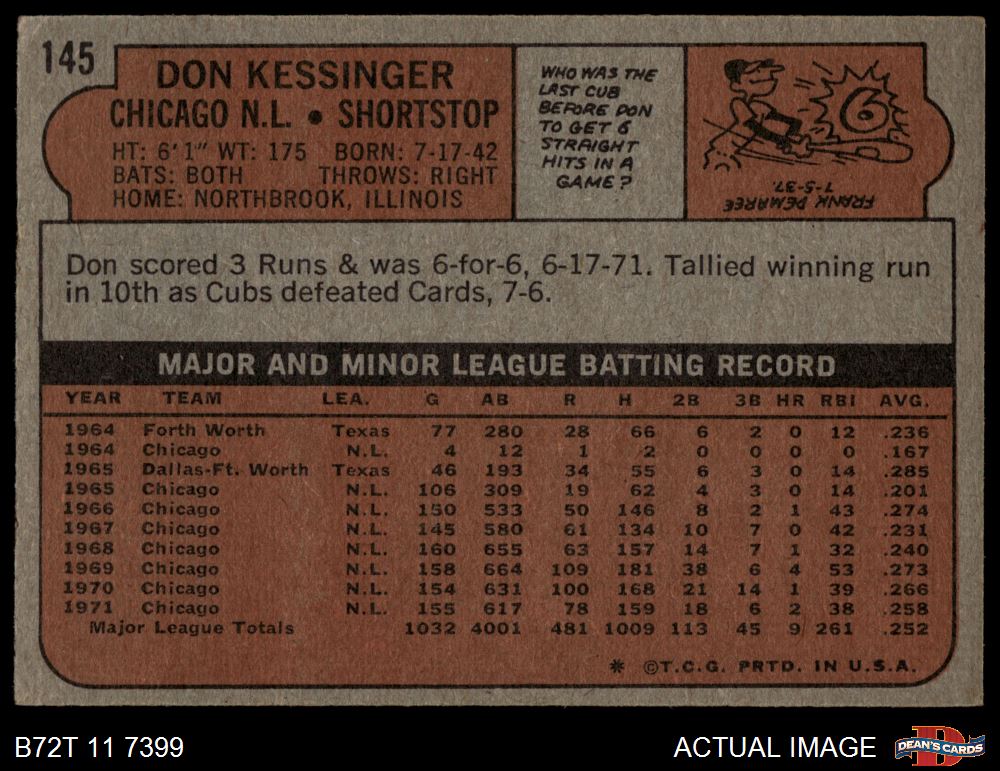 145
DON KESSINGER
CHICAGO N.L. • SHORTSTOP
HT: 6'1" WT: 175 BORN: 7-17-42
BATS: BOTH THROWS: RIGHT
HOME: NORTHBROOK, ILLINOIS
WHO WAS THE
LAST CUB
BEFORE DON
TO GET 6
STRAIGHT
HITS IN A
GAME?
6
FRANK DEMAREE
7-5-37.
Don scored 3 Runs & was 6-for-6, 6-17-71. Tallied winning run
in 10th as Cubs defeated Cards, 7-6.
MAJOR AND MINOR LEAGUE BATTING RECORD
YEAR TEAM LEA. G AB R H 2B 3B HR RBI AVG.
1964 Forth Worth Texas 77 280 28 66 6 2 0 12 .236
1964 Chicago N.L. 4 12 1 2 0 0 0 0 .167
1965 Dallas-Ft. Worth Texas 46 193 34 55 6 3 0 14 .285
1965 Chicago N.L. 106 309 19 62 4 3 0 14 .201
1966 Chicago N.L. 150 533 50 146 8 2 1 43 .274
1967 Chicago N.L. 145 580 61 134 10 7 0 42 .231
1968 Chicago N.L. 160 655 63 157 14 7 1 32 .240
1969 Chicago N.L. 158 664 109 181 38 6 4 53 .273
1970 Chicago N.L. 154 631 100 168 21 14 1 39 .266
1971 Chicago N.L. 155 617 78 159 18 6 2 38 .258
Major League Totals 1032 4001 481 1009 113 45 9 261 .252
* ©T.C.G. PRTD. IN U.S.A.
B72T 11 7399
ACTUAL IMAGE
D
DEAN'S CARDS